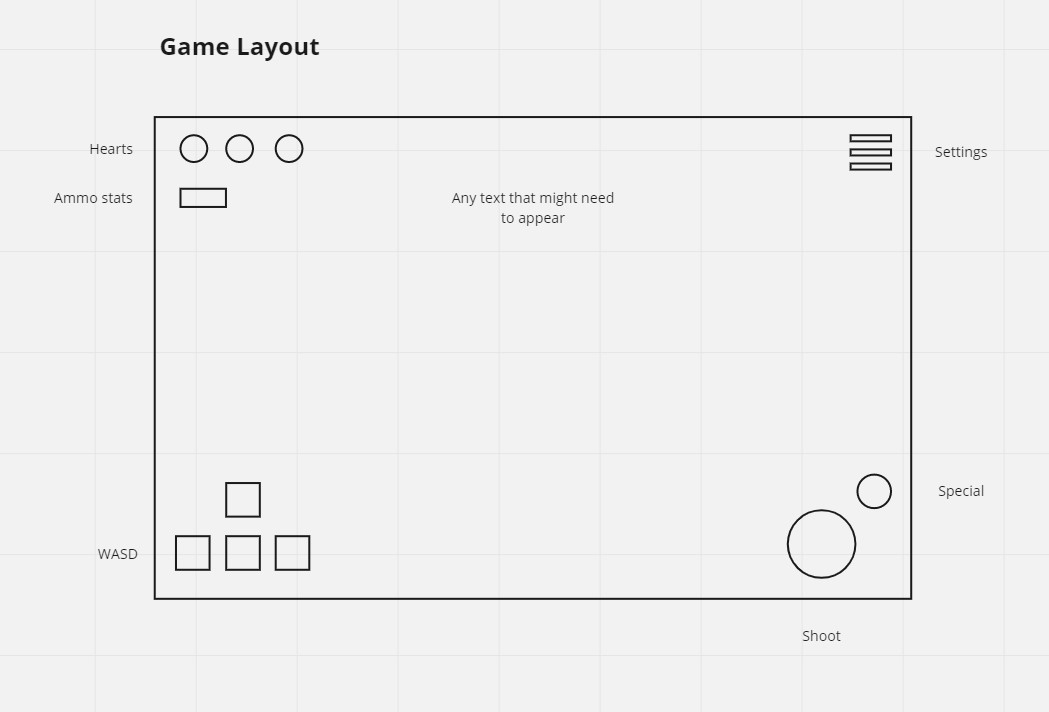 Game Layout
Hearts
Settings
Ammo stats
Any text that might need
to appear
Special
WASD
Shoot